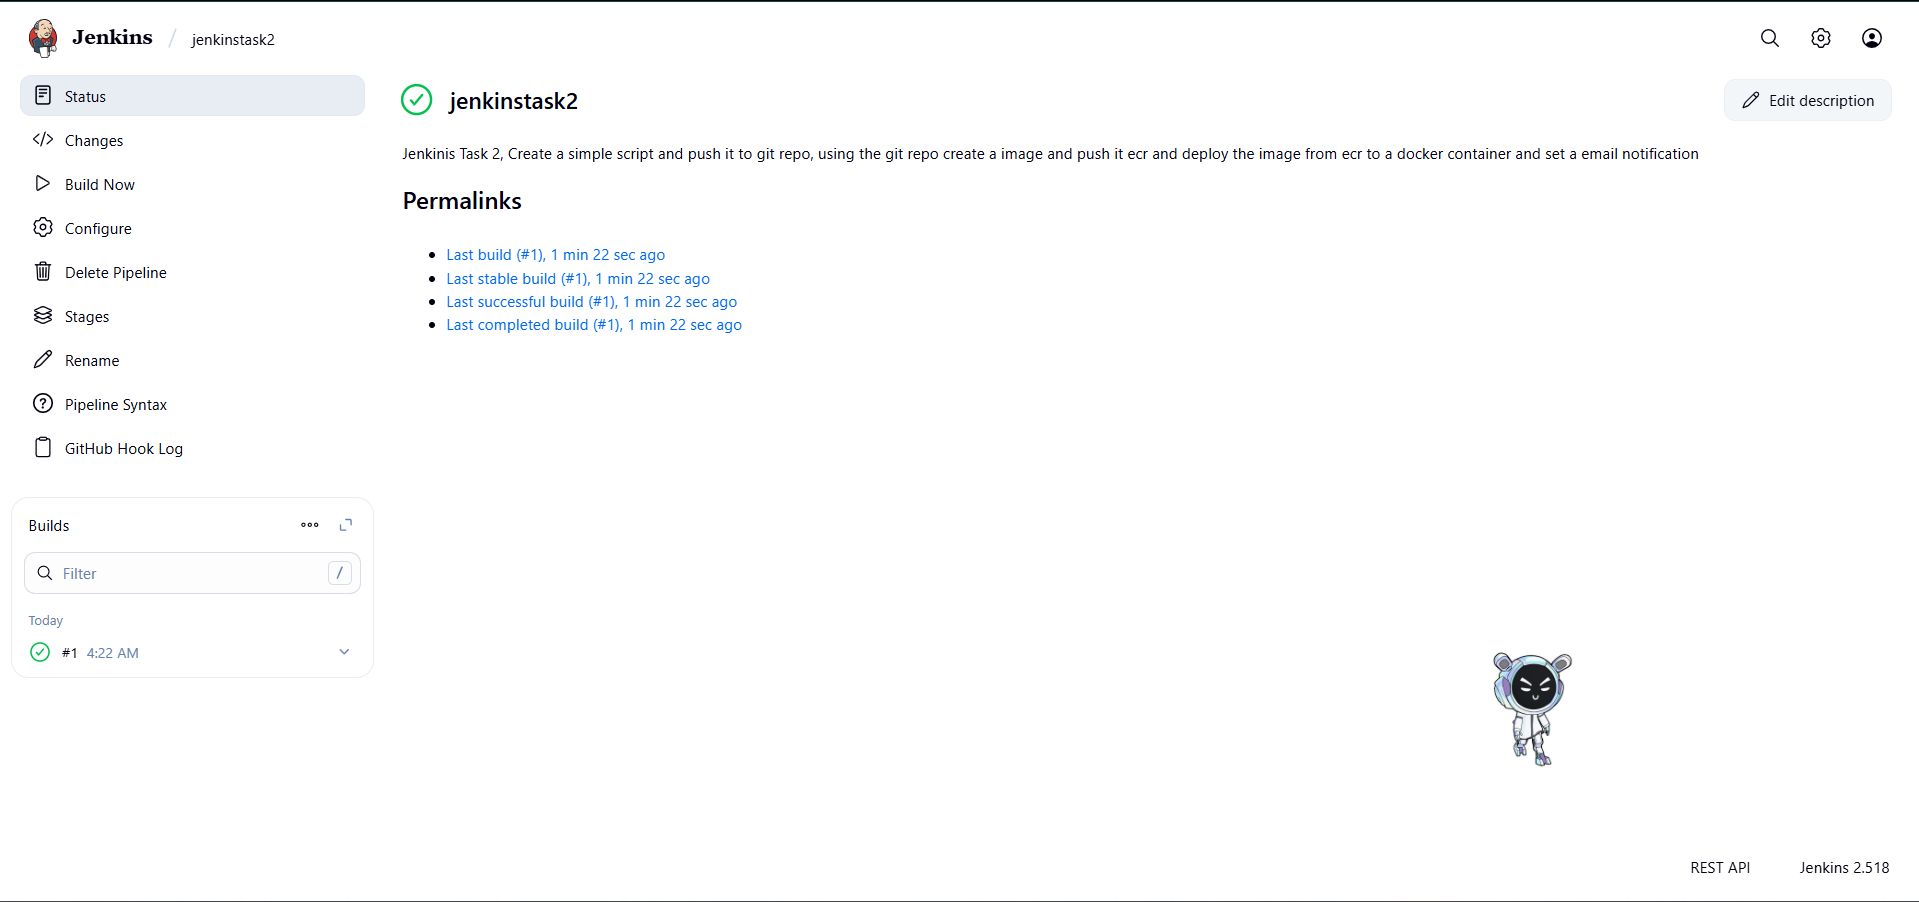 Jenkins / jenkinstask2
Status
Changes
Build Now
Configure
Delete Pipeline
Stages
Rename
Pipeline Syntax
GitHub Hook Log
Builds
Filter /
Today
#1 4:22 AM
jenkinstask2
Edit description
Jenkinis Task 2, Create a simple script and push it to git repo, using the git repo create a image and push it ecr and deploy the image from ecr to a docker container and set a email notification
Permalinks
Last build (#1), 1 min 22 sec ago
Last stable build (#1), 1 min 22 sec ago
Last successful build (#1), 1 min 22 sec ago
Last completed build (#1), 1 min 22 sec ago
REST API
Jenkins 2.518